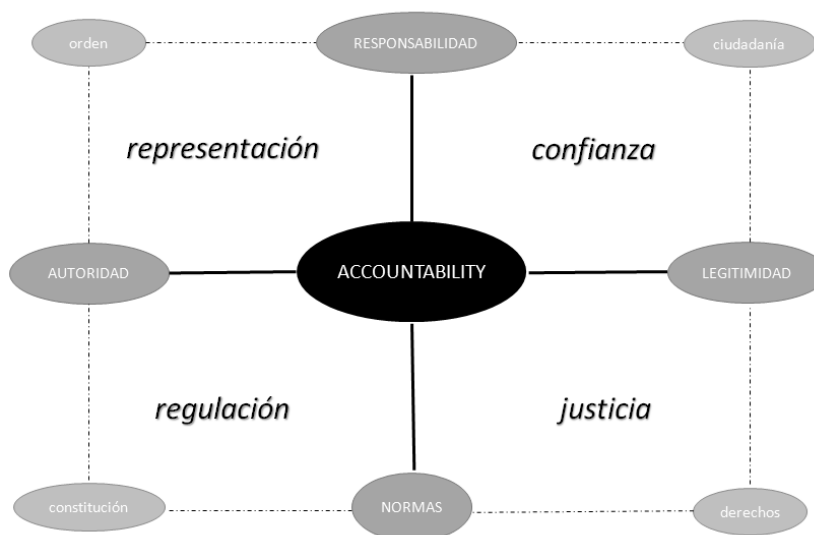 orden
RESPONSABILIDAD
ciudadanía
representación
confianza
AUTORIDAD
ACCOUNTABILITY
LEGITIMIDAD
regulación
justicia
constitución
NORMAS
derechos